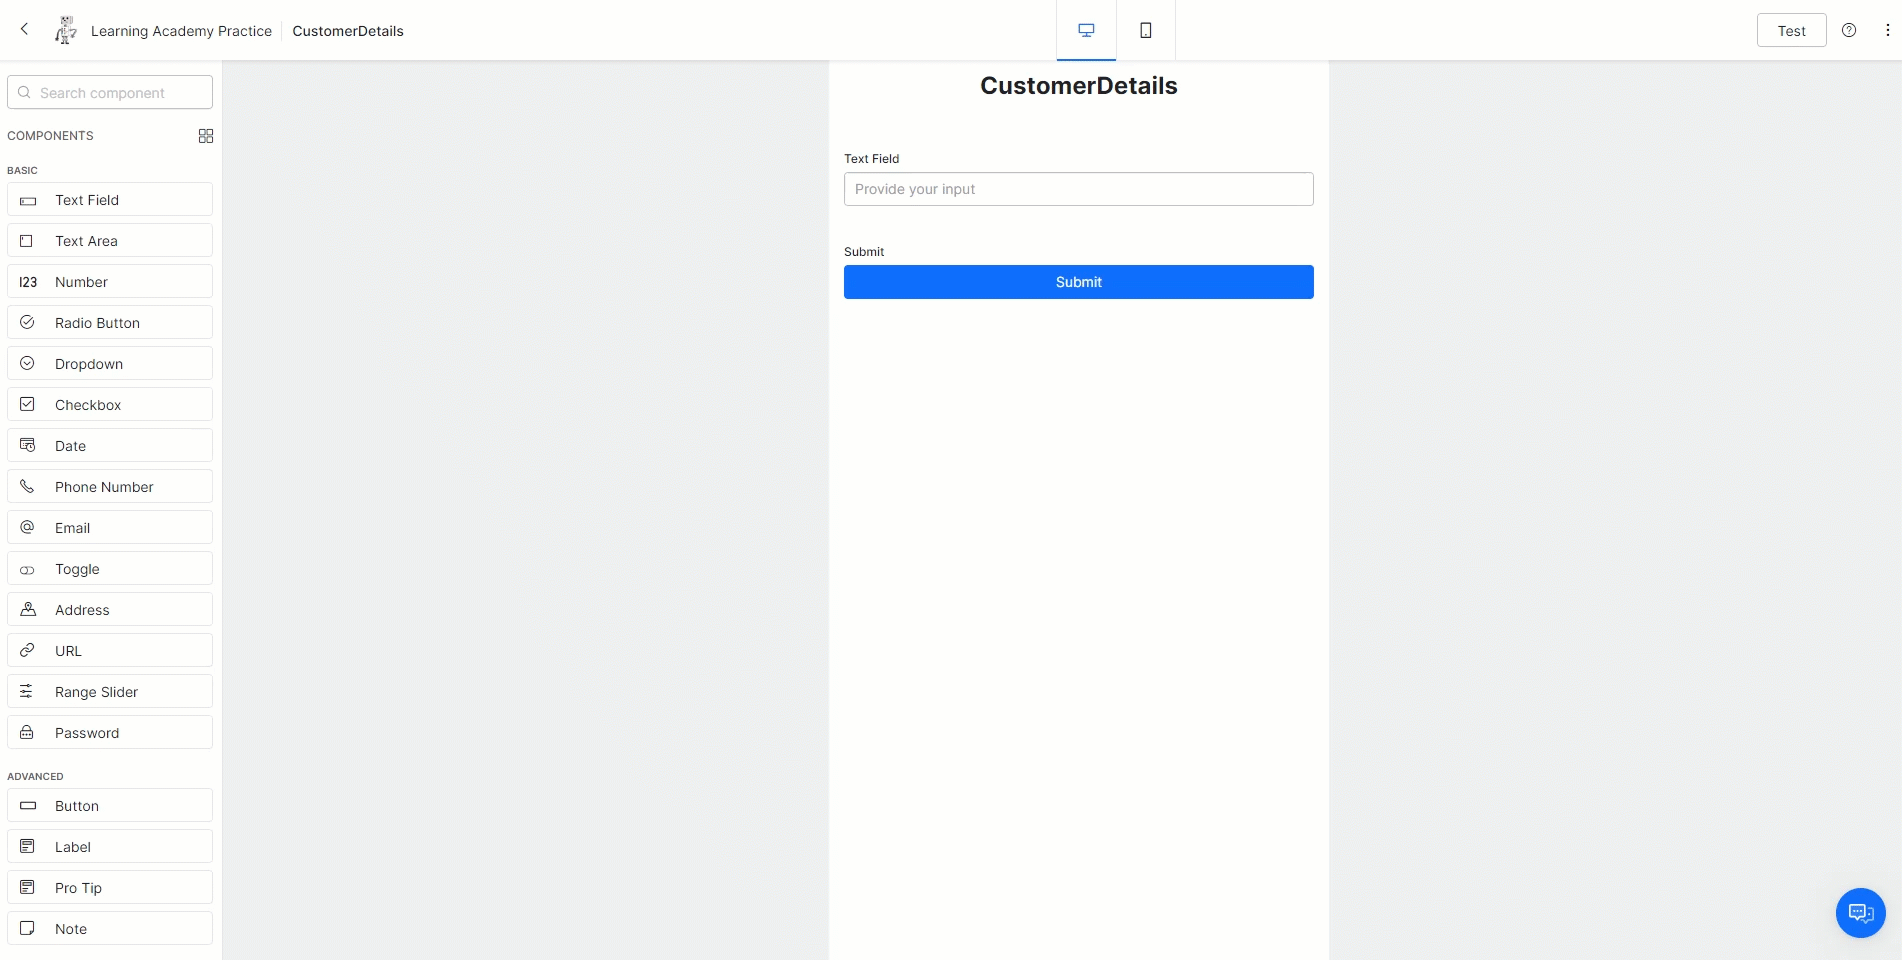 Learning Academy Practice
CustomerDetails
Test
Search component
COMPONENTS
BASIC
Text Field
Text Area
123 Number
Radio Button
Dropdown
Checkbox
Date
Phone Number
Email
Toggle
Address
URL
Range Slider
Password
ADVANCED
Button
Label
Pro Tip
Note
CustomerDetails
Text Field
Provide your input
Submit
Submit